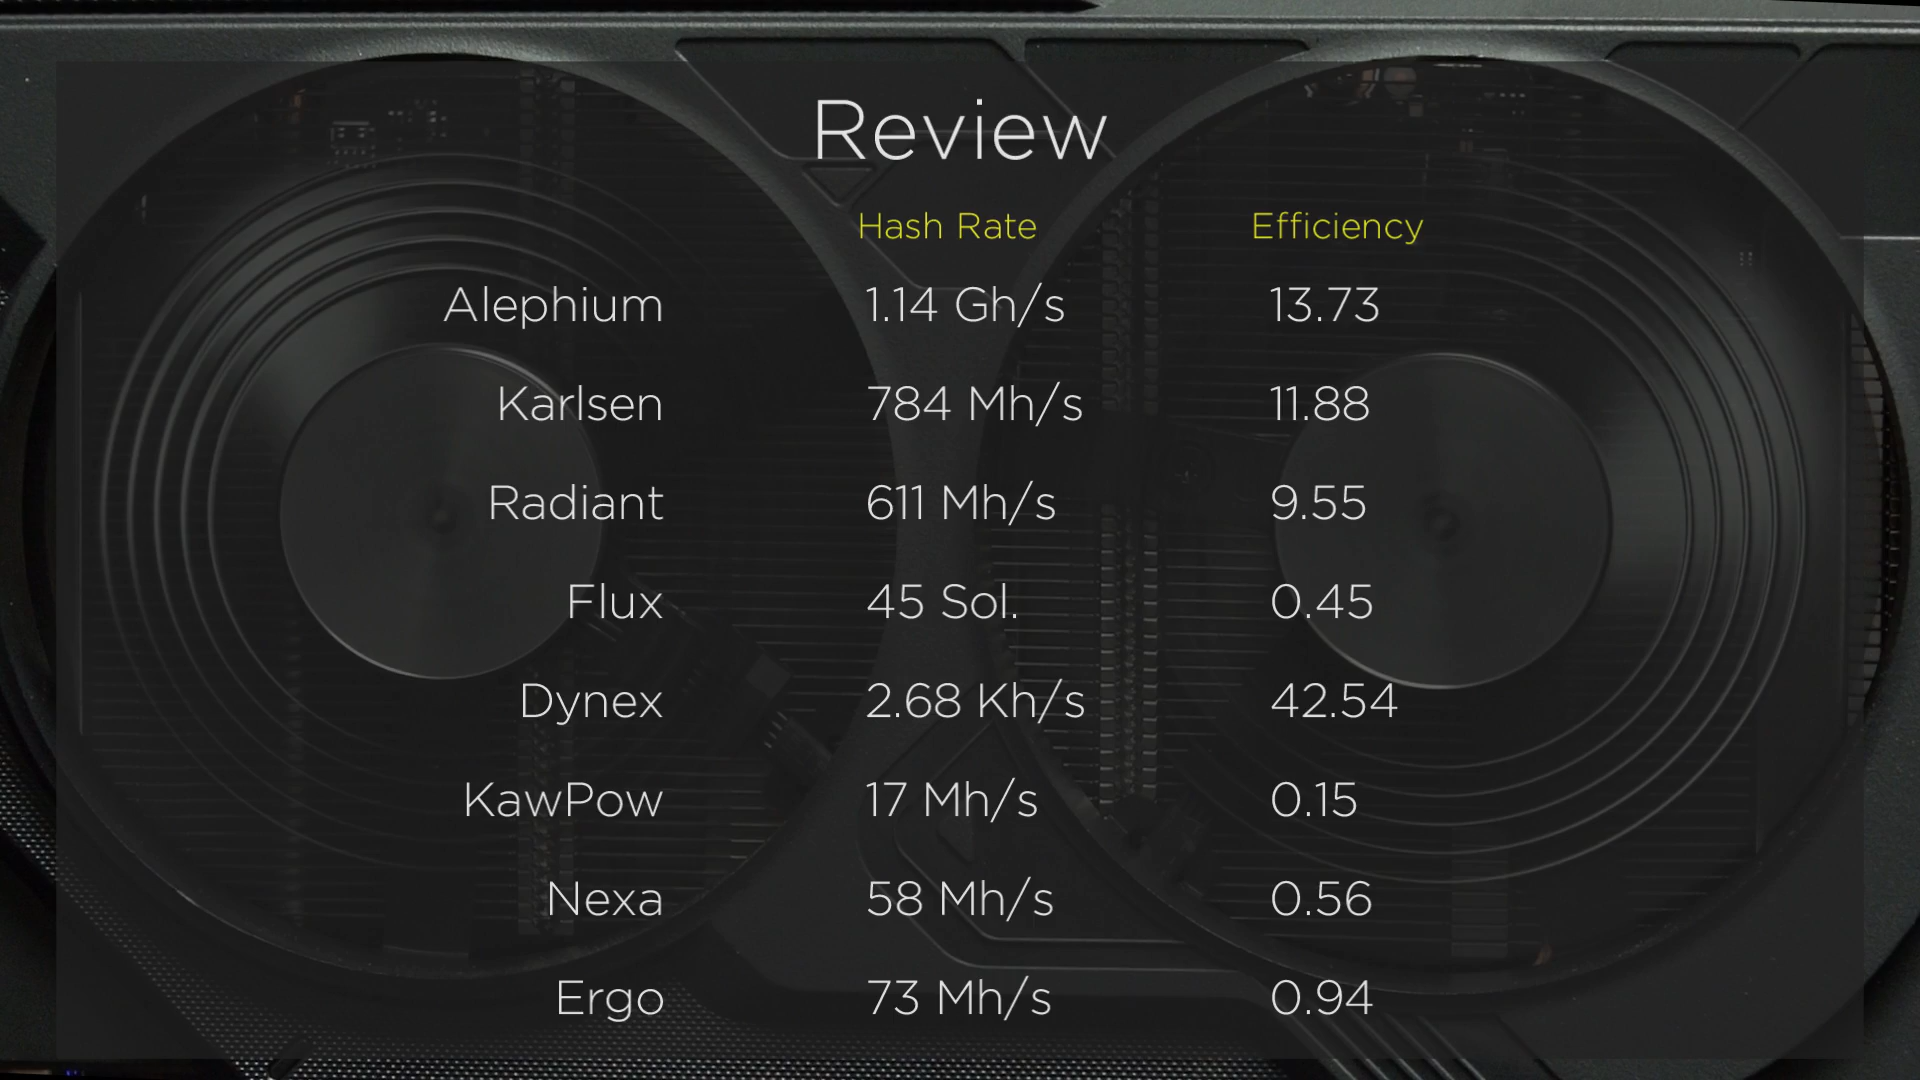 Review
Hash Rate Efficiency
Alephium 1.14 Gh/s 13.73
Karlsen 784 Mh/s 11.88
Radiant 611 Mh/s 9.55
Flux 45 Sol. 0.45
Dynex 2.68 Kh/s 42.54
KawPow 17 Mh/s 0.15
Nexa 58 Mh/s 0.56
Ergo 73 Mh/s 0.94